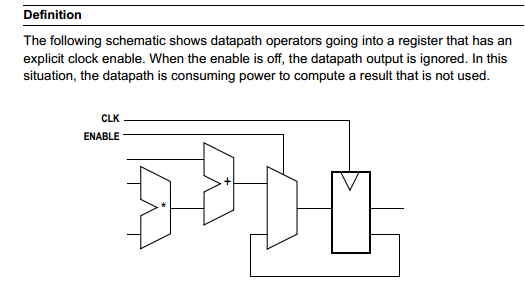 Definition
The following schematic shows datapath operators going into a register that has an
explicit clock enable. When the enable is off, the datapath output is ignored. In this
situation, the datapath is consuming power to compute a result that is not used.
CLK
ENABLE
+
*